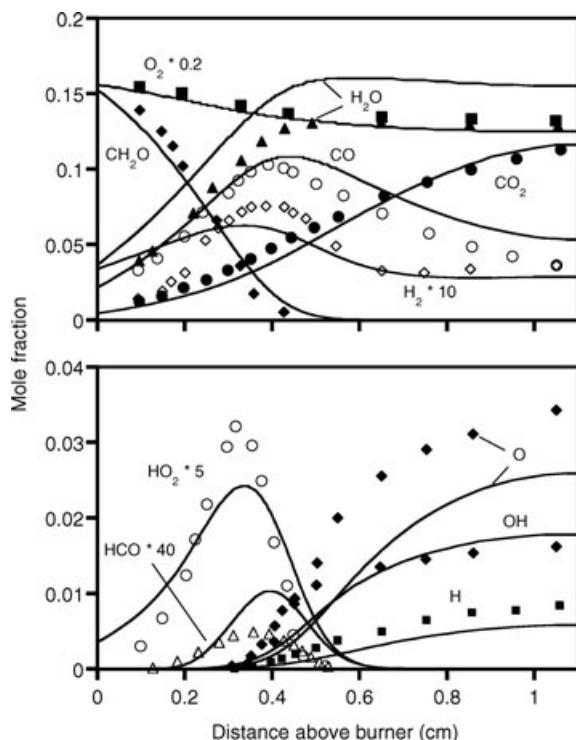 0.2
O₂ * 0.2
0.15
H₂O
CH₂O
CO
0.1
CO₂
0.05
H₂ * 10
0
Mole fraction
0.04
0.03
O
HO₂ * 5
0.02
OH
HCO * 40
0.01
H
0
0 0.2 0.4 0.6 0.8 1
Distance above burner (cm)